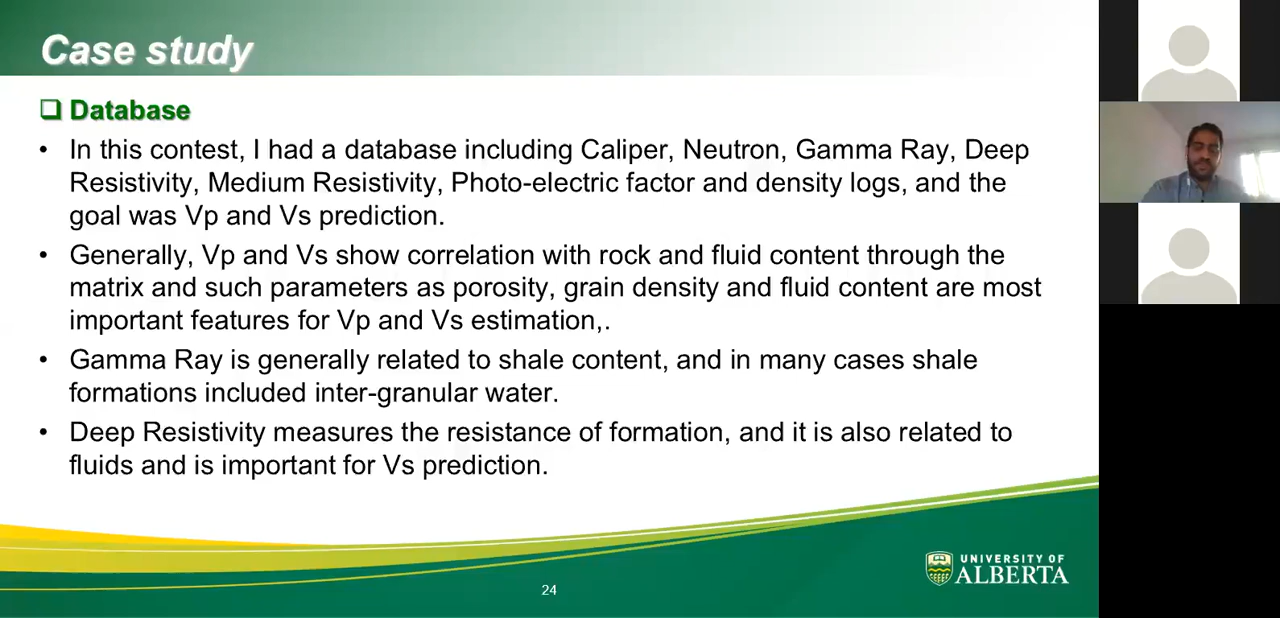 Case study
❑ Database
• In this contest, I had a database including Caliper, Neutron, Gamma Ray, Deep
Resistivity, Medium Resistivity, Photo-electric factor and density logs, and the
goal was Vp and Vs prediction.
• Generally, Vp and Vs show correlation with rock and fluid content through the
matrix and such parameters as porosity, grain density and fluid content are most
important features for Vp and Vs estimation,.
• Gamma Ray is generally related to shale content, and in many cases shale
formations included inter-granular water.
• Deep Resistivity measures the resistance of formation, and it is also related to
fluids and is important for Vs prediction.
24
UNIVERSITY OF
ALBERTA